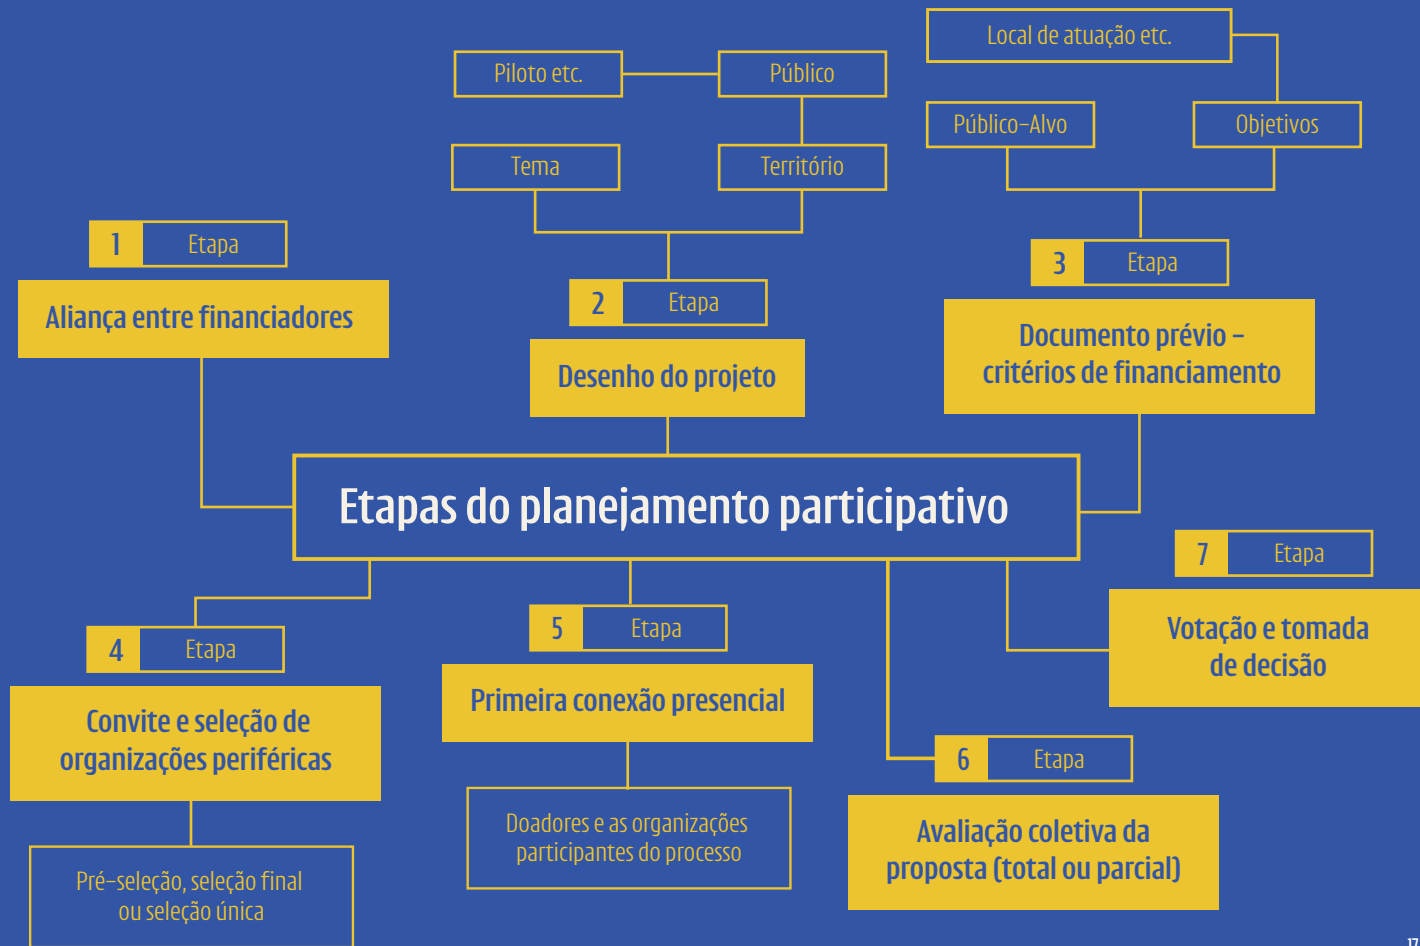 Local de atuação etc.
Piloto etc.
Público
Público-Alvo
Objetivos
Tema
Território
1 Etapa
Aliança entre financiadores
2 Etapa
Desenho do projeto
3 Etapa
Documento prévio –
critérios de financiamento
Etapas do planejamento participativo
4 Etapa
Convite e seleção de
organizações periféricas
Pré-seleção, seleção final
ou seleção única
5 Etapa
Primeira conexão presencial
Doadores e as organizações
participantes do processo
6 Etapa
Avaliação coletiva da
proposta (total ou parcial)
7 Etapa
Votação e tomada
de decisão
17